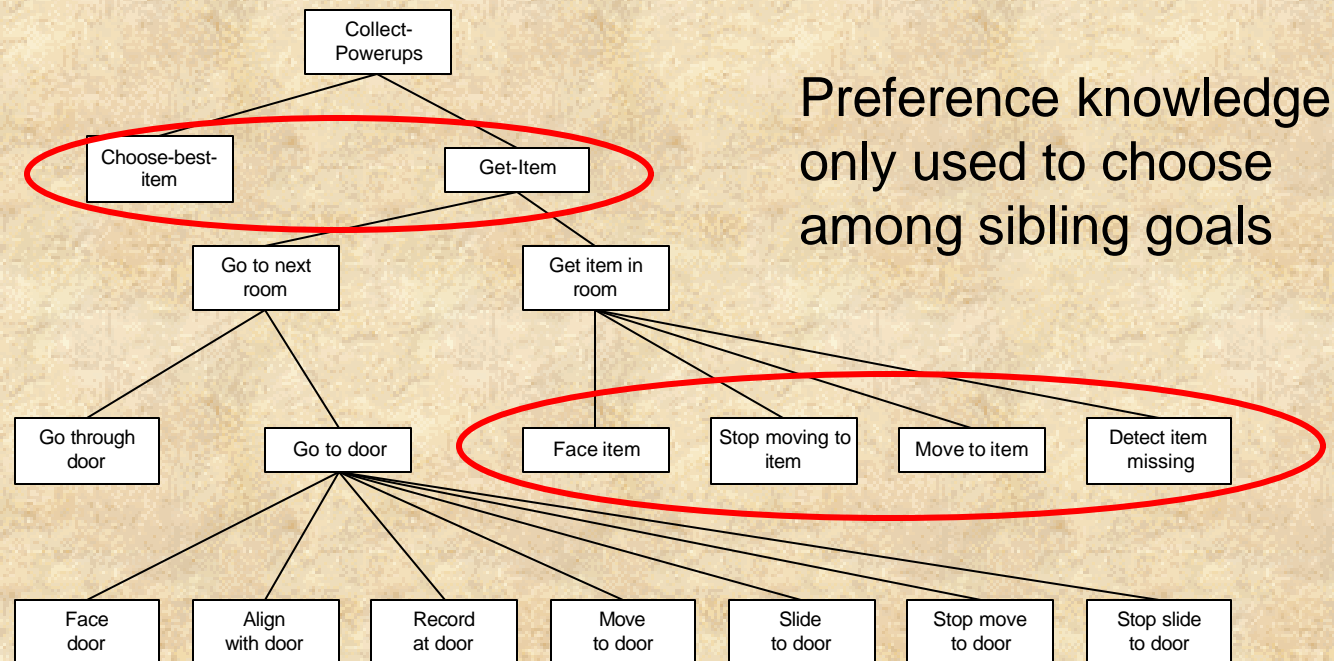 Collect-
Powerups
Preference knowledge
only used to choose
among sibling goals
Choose-best-
item
Get-Item
Go to next
room
Get item in
room
Go through
door
Go to door
Face item
Stop moving to
item
Move to item
Detect item
missing
Face
door
Align
with door
Record
at door
Move
to door
Slide
to door
Stop move
to door
Stop slide
to door